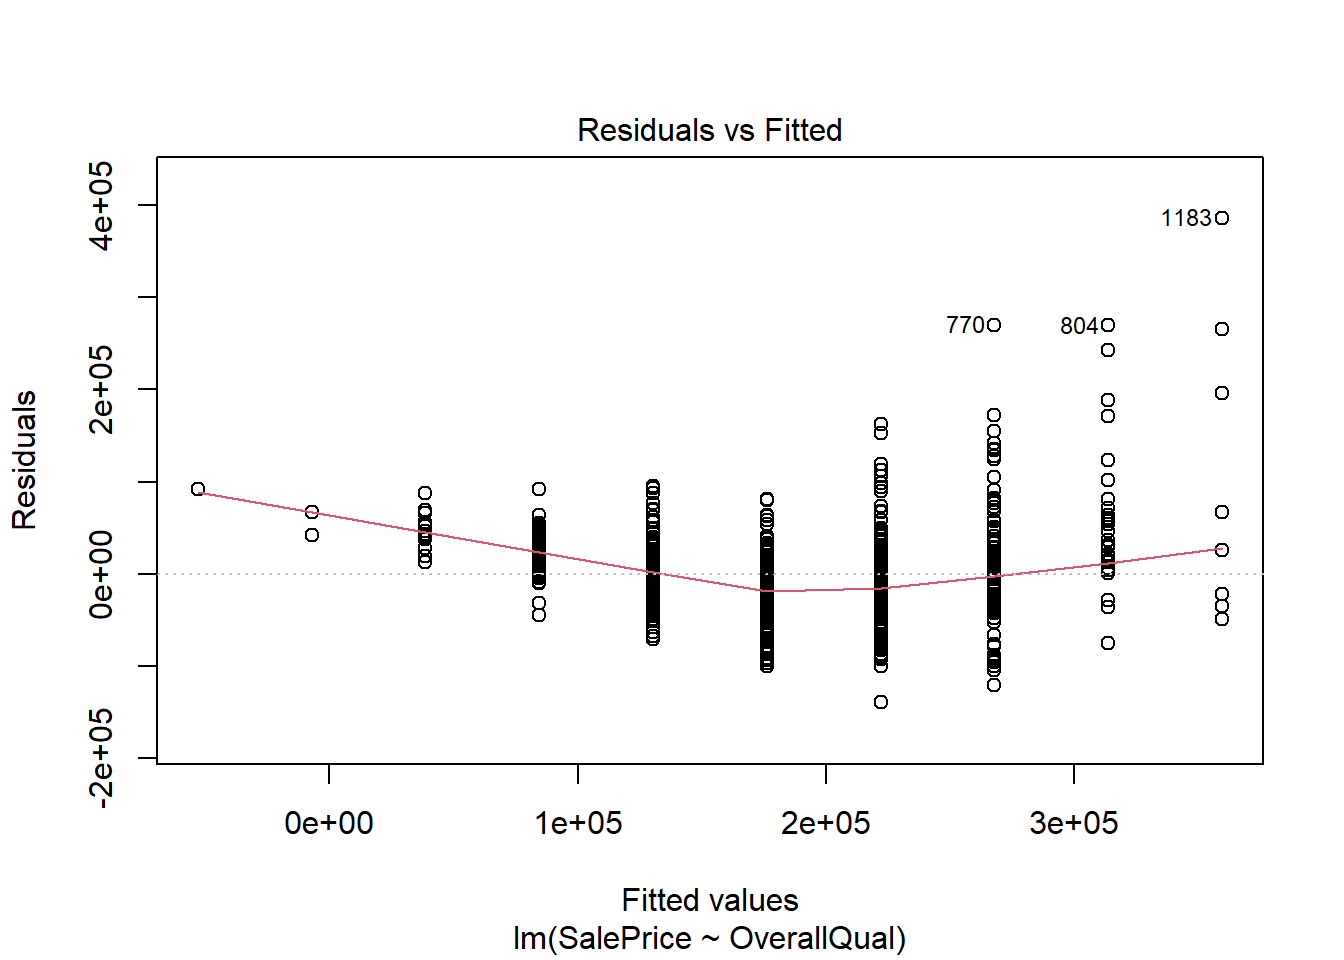 Residuals vs Fitted
4e+05
2e+05
0e+00
-2e+05
Residuals
1183
770
804
0e+00 1e+05 2e+05 3e+05
Fitted values
lm(SalePrice ~ OverallQual)